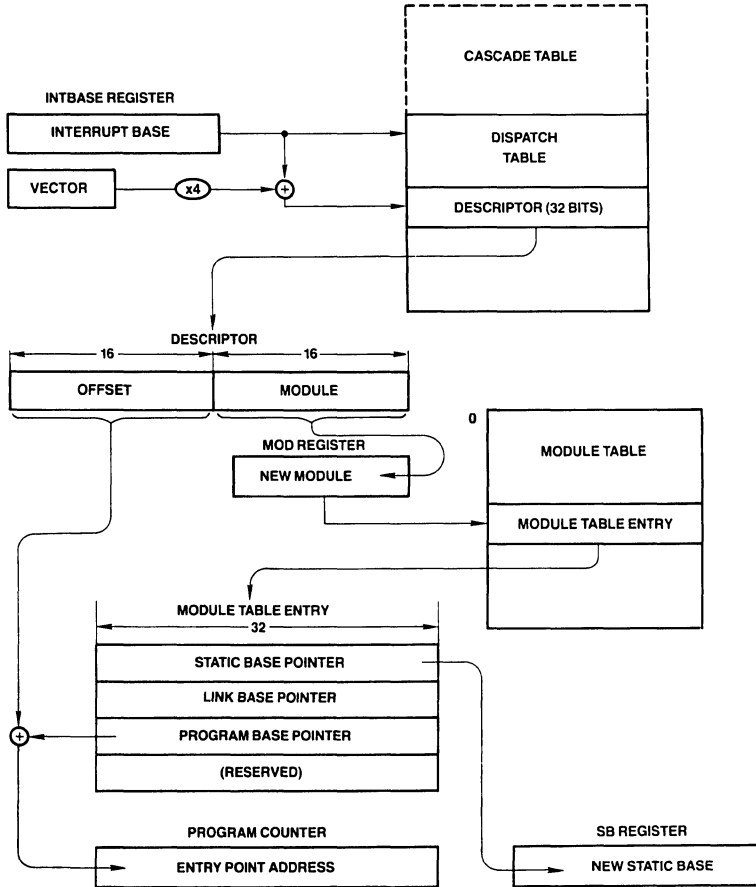 CASCADE TABLE
INTBASE REGISTER
INTERRUPT BASE
DISPATCH
TABLE
VECTOR
x4
+
DESCRIPTOR (32 BITS)
DESCRIPTOR
16
16
OFFSET
MODULE
0
MOD REGISTER
MODULE TABLE
NEW MODULE
MODULE TABLE ENTRY
MODULE TABLE ENTRY
32
STATIC BASE POINTER
LINK BASE POINTER
+
PROGRAM BASE POINTER
(RESERVED)
PROGRAM COUNTER
SB REGISTER
ENTRY POINT ADDRESS
NEW STATIC BASE